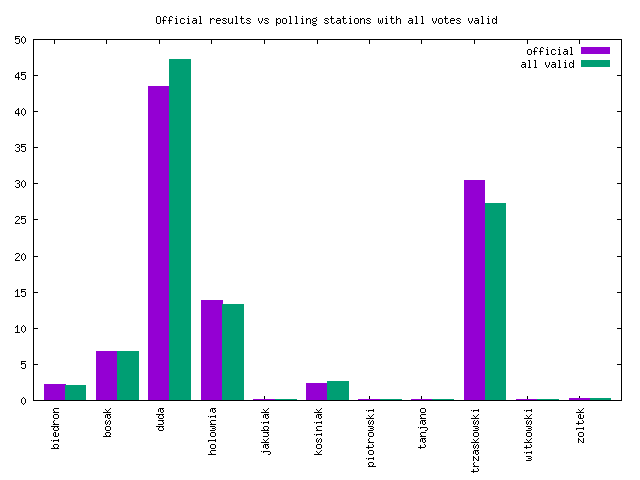 Official results vs polling stations with all votes valid
official
all valid
50
45
40
35
30
25
20
15
10
5
0
biedron
bosak
duda
holownia
jakubiak
kosiniak
piotrowski
tanjano
trzaskowski
witkowski
zoltek